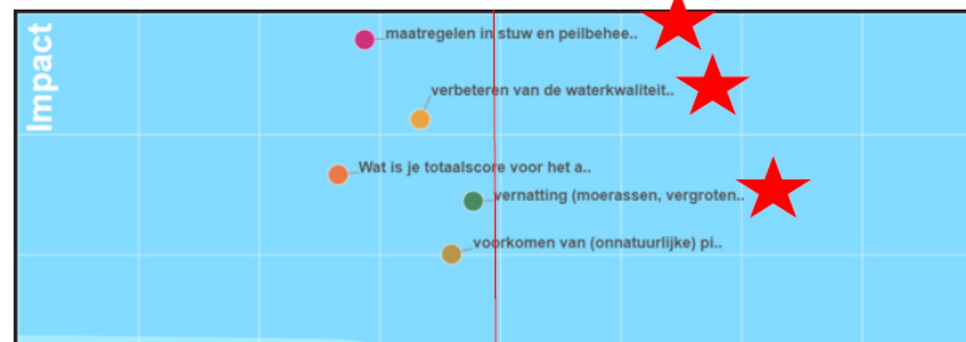 Impact
maatregelen in stuw en peilbehee..
verbeteren van de waterkwaliteit..
Wat is je totaalscore voor het a..
vernatting (moerassen, vergroten..
voorkomen van (onnatuurlijke) pi..